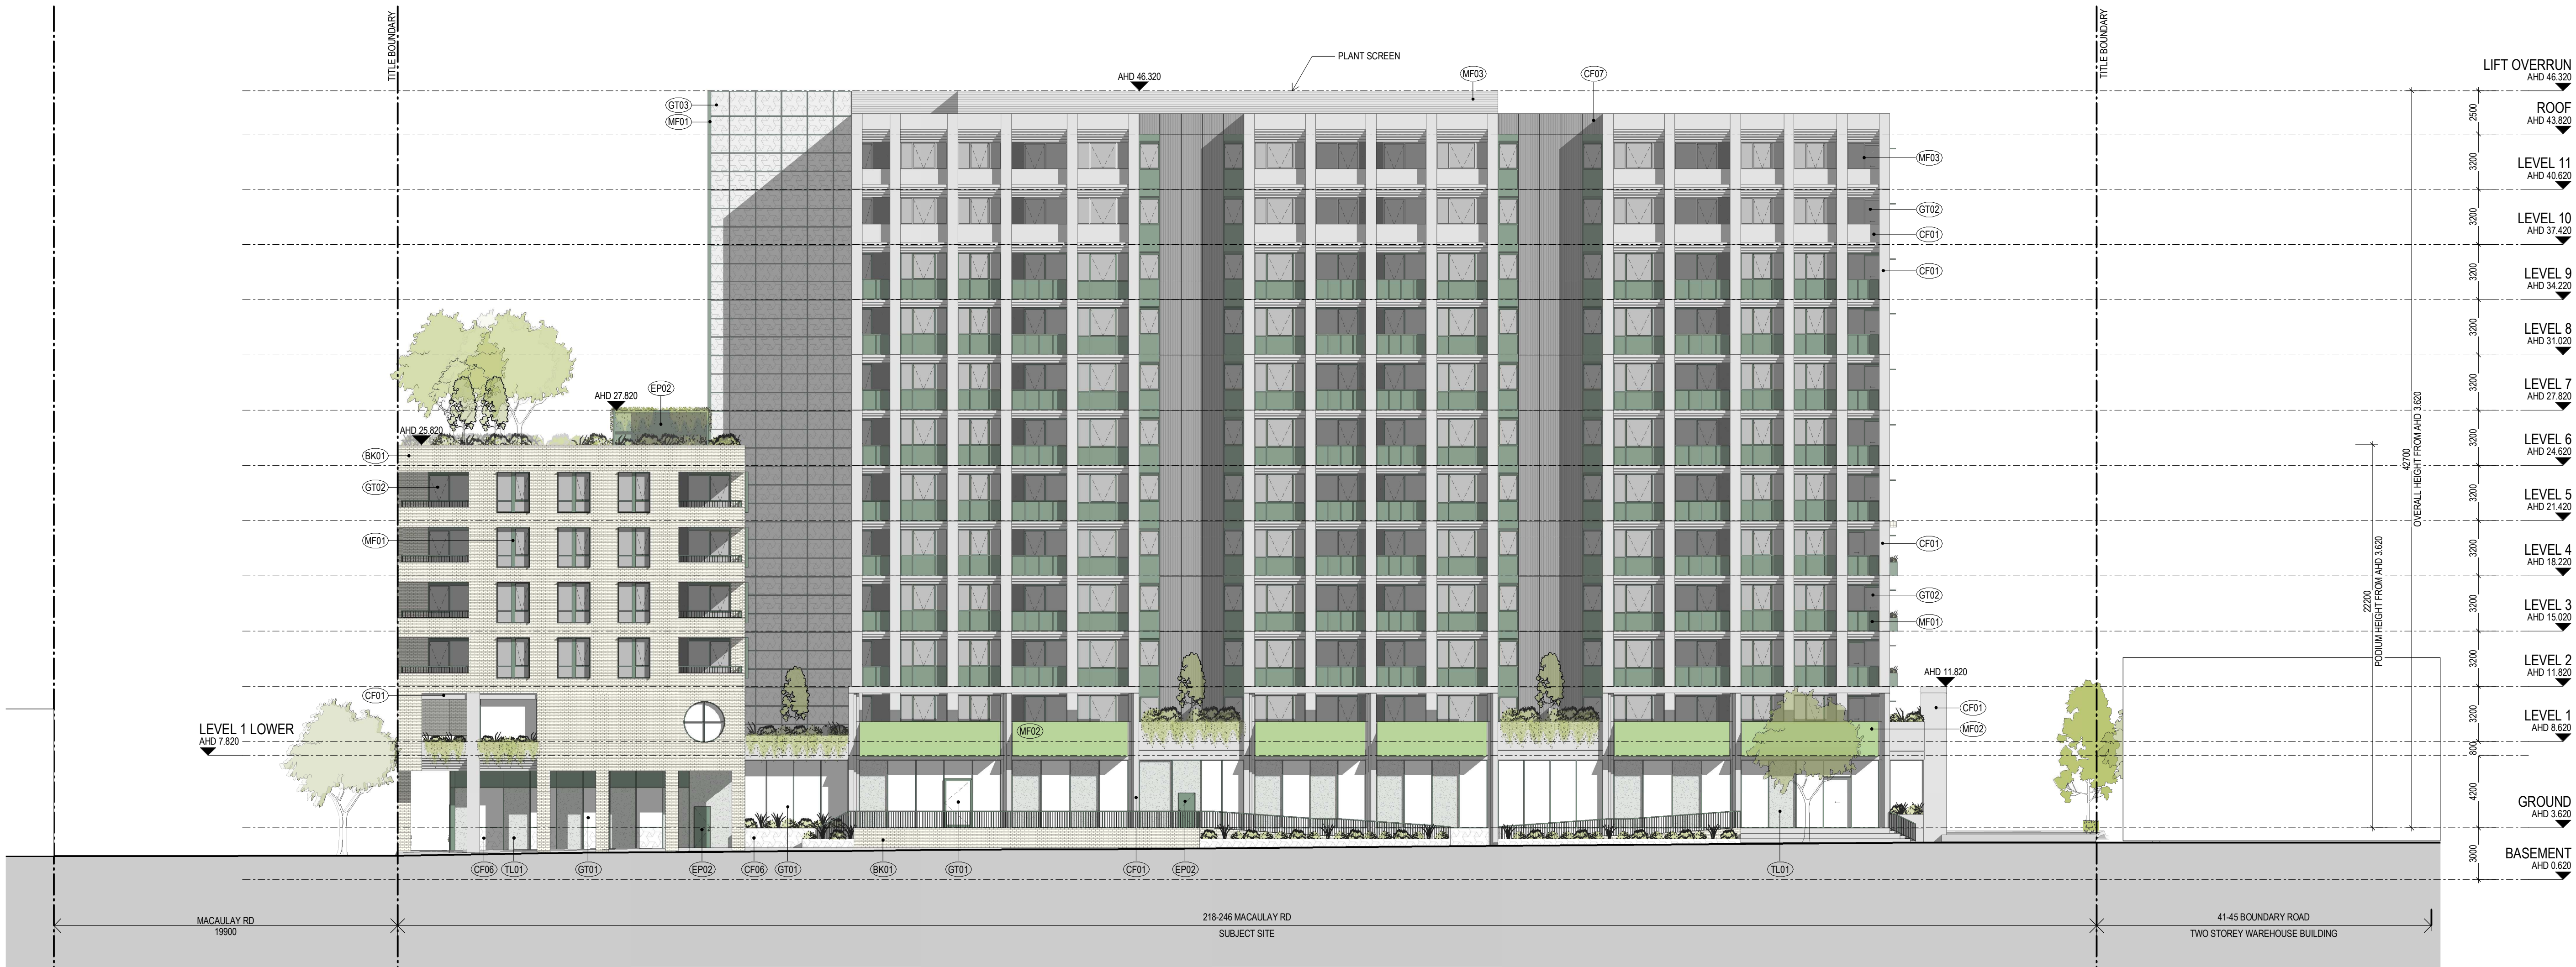 TITLE BOUNDARY
TITLE BOUNDARY
PLANT SCREEN
AHD 46.320
MF03
CF07
GT03
MF01
LIFT OVERRUN
AHD 46.320
ROOF
AHD 43.820
2500
MF03
LEVEL 11
AHD 40.620
3200
GT02
LEVEL 10
AHD 37.420
3200
CF01
CF01
LEVEL 9
AHD 34.220
3200
LEVEL 8
AHD 31.020
3200
EP02
AHD 27.820
LEVEL 7
AHD 27.820
3200
AHD 25.820
BK01
LEVEL 6
AHD 24.620
3200
42700
OVERALL HEIGHT FROM AHD 3.620
GT02
LEVEL 5
AHD 21.420
3200
MF01
CF01
LEVEL 4
AHD 18.220
3200
GT02
MF01
LEVEL 3
AHD 15.020
3200
22200
PODIUM HEIGHT FROM AHD 3.620
AHD 11.820
LEVEL 2
AHD 11.820
3200
CF01
CF01
MF02
MF02
LEVEL 1 LOWER
AHD 7.820
LEVEL 1
AHD 8.620
3200
800
4200
GROUND
AHD 3.620
3000
BASEMENT
AHD 0.620
CF06
TL01
GT01
EP02
CF06
GT01
BK01
GT01
CF01
EP02
TL01
MACAULAY RD
19900
218-246 MACAULAY RD
SUBJECT SITE
41-45 BOUNDARY ROAD
TWO STOREY WAREHOUSE BUILDING